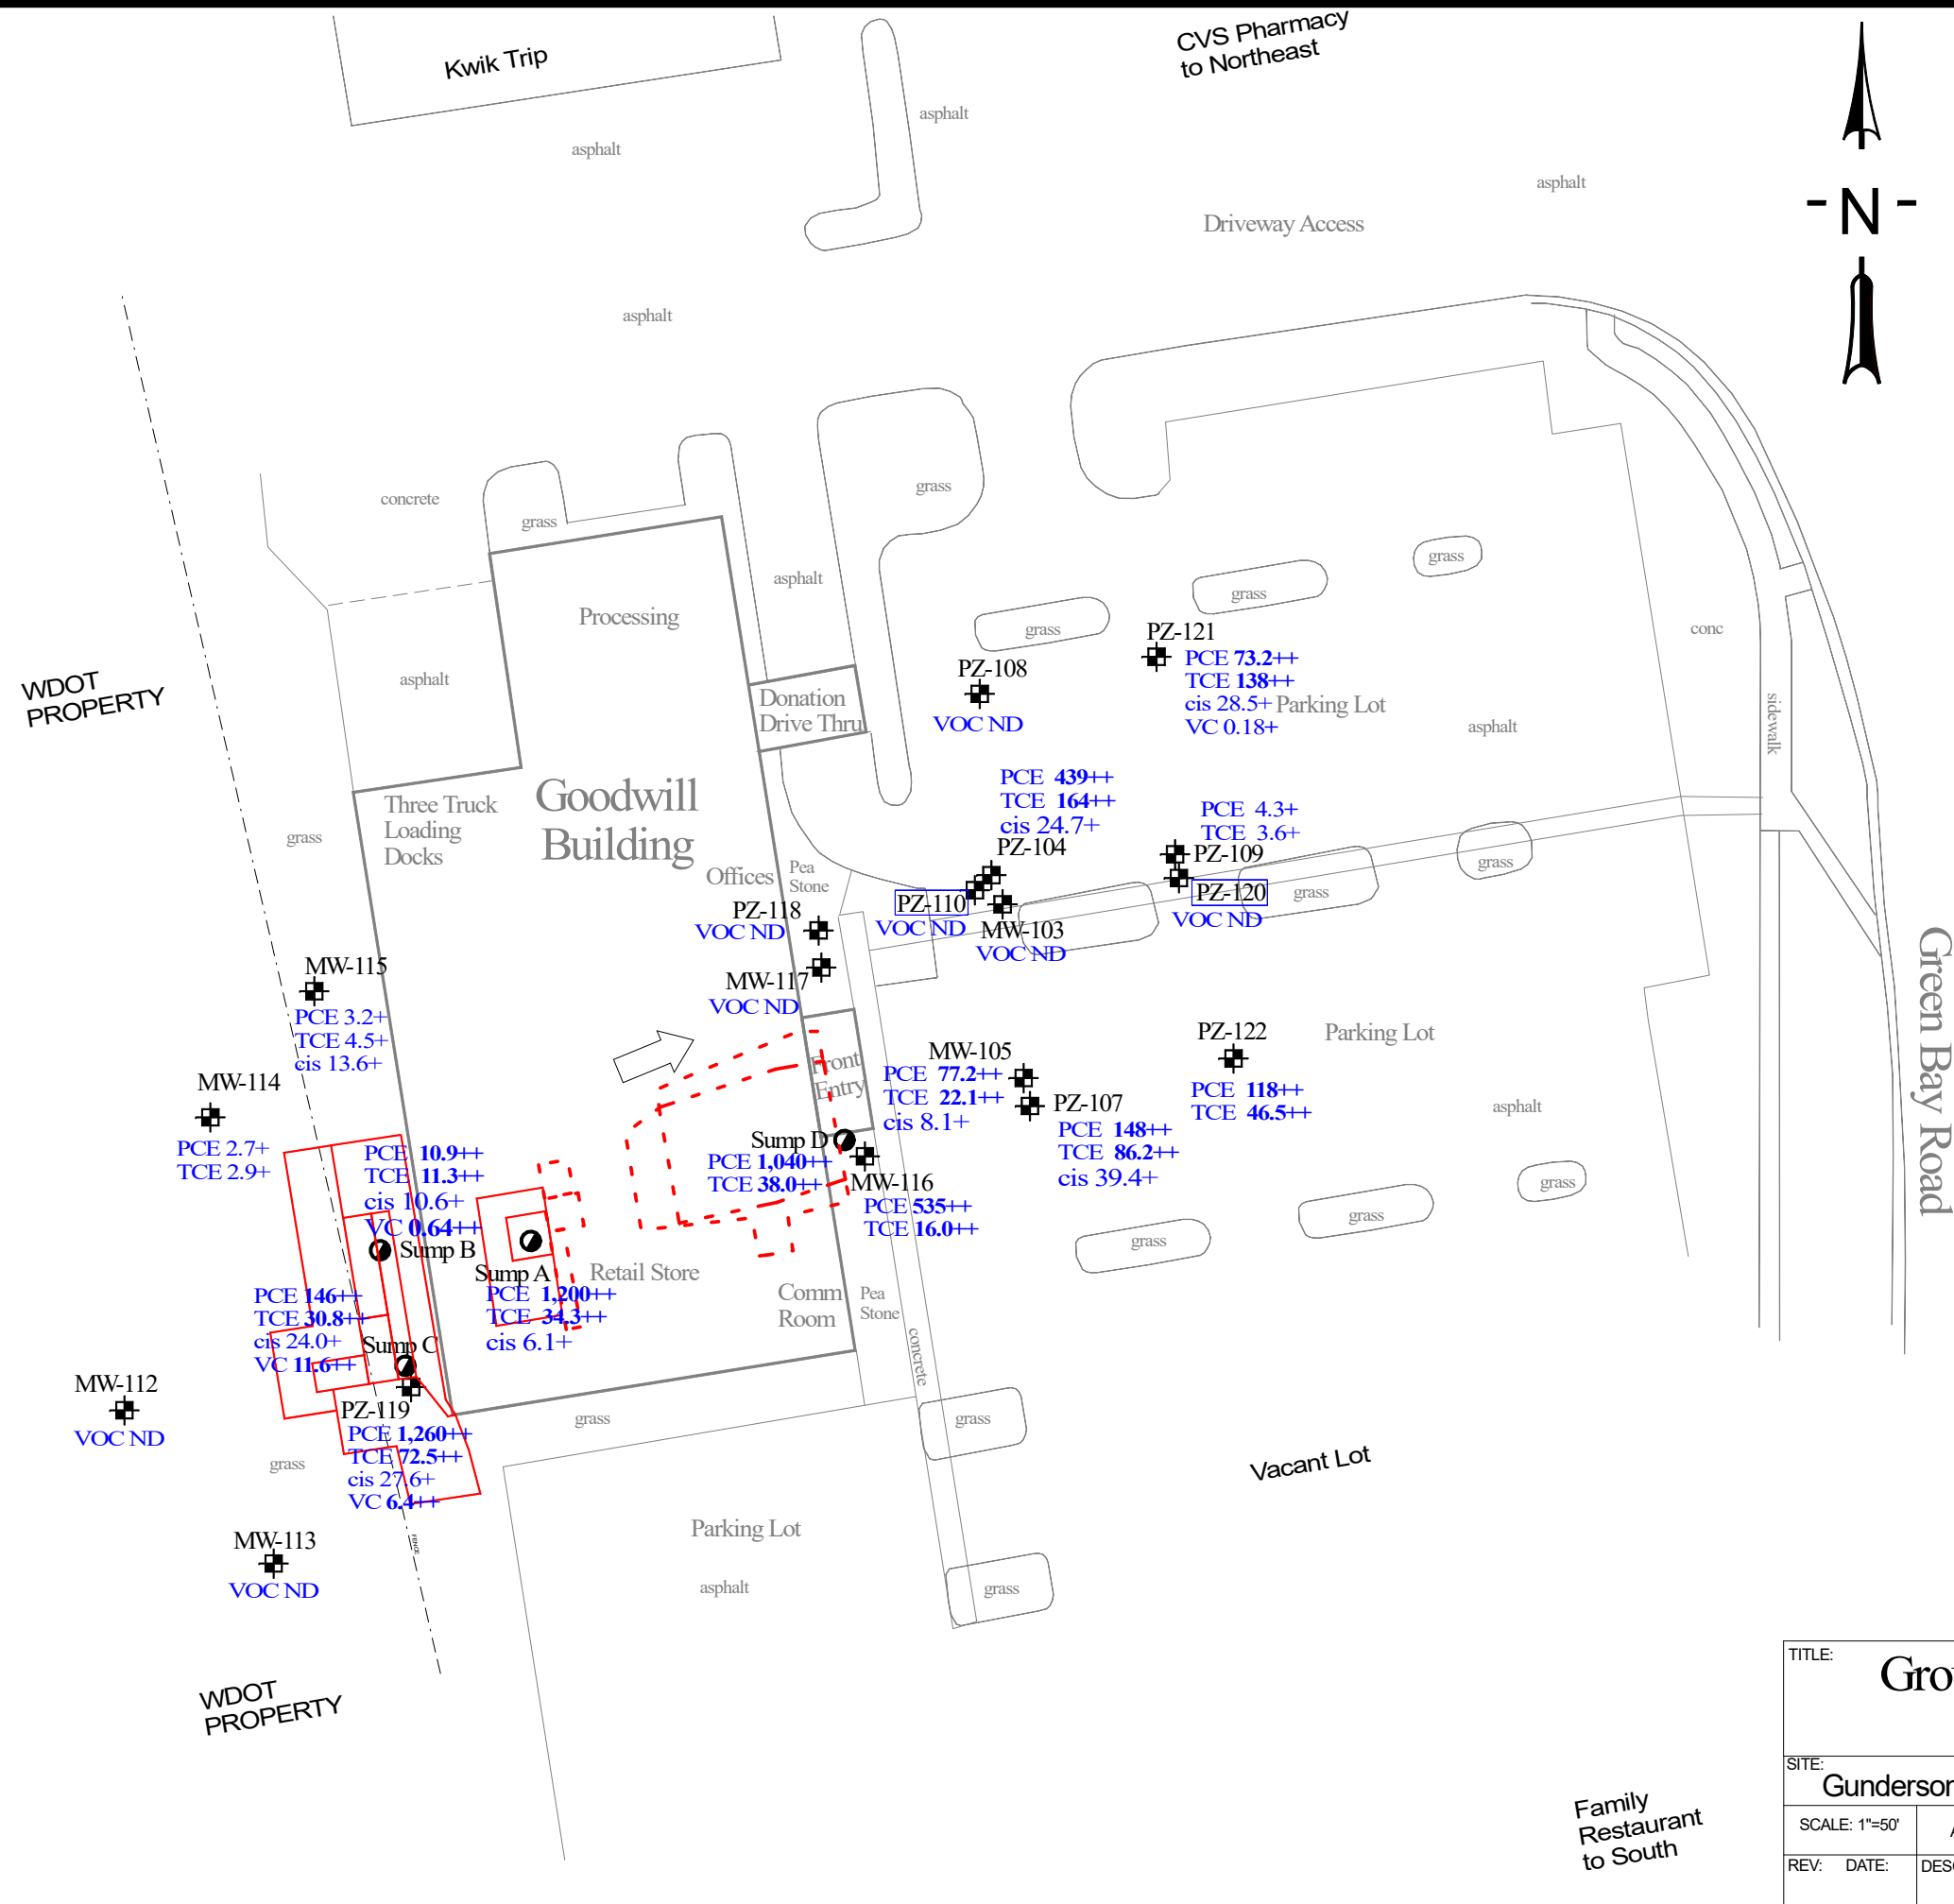 Kwik Trip
CVS Pharmacy
to Northeast
asphalt
asphalt
asphalt
Driveway Access
- N -
asphalt
concrete
grass
grass
asphalt
grass
grass
grass
Processing
conc
WDOT
PROPERTY
asphalt
Donation
Drive Thru
PZ-108
VOC ND
PZ-121
PCE 73.2++
TCE 138++
cis 28.5+
VC 0.18+
Parking Lot
asphalt
sidewalk
Three Truck
Loading
Docks
Goodwill
Building
grass
PCE 439++
TCE 164++
cis 24.7+
PZ-104
PCE 4.3+
TCE 3.6+
PZ-109
PZ-120
VOC ND
grass
grass
Offices
Pea
Stone
PZ-110
VOC ND
MW-103
VOC ND
PZ-118
VOC ND
MW-117
VOC ND
MW-115
PCE 3.2+
TCE 4.5+
cis 13.6+
Green Bay Road
Front
Entry
MW-105
PCE 77.2++
TCE 22.1++
cis 8.1+
PZ-122
PCE 118++
TCE 46.5++
Parking Lot
asphalt
PZ-107
PCE 148++
TCE 86.2++
cis 39.4+
MW-114
PCE 2.7+
TCE 2.9+
PCE 10.9++
TCE 11.3++
cis 10.6+
VC 0.64++
Sump B
Sump D
PCE 1,040++
TCE 38.0++
MW-116
PCE 535++
TCE 16.0++
grass
grass
grass
Sump A
PCE 1,200++
TCE 34.3++
cis 6.1+
Retail Store
Comm
Room
Pea
Stone
PCE 146++
TCE 30.8++
cis 24.0+
VC 11.6++
Sump C
concrete
MW-112
VOC ND
PZ-119
PCE 1,260++
TCE 72.5++
cis 27.6+
VC 6.4++
grass
grass
grass
Vacant Lot
FENCE
MW-113
VOC ND
Parking Lot
asphalt
grass
WDOT
PROPERTY
Family
Restaurant
to South
TITLE:
SITE:
SCALE: 1"=50'
REV:
DATE: